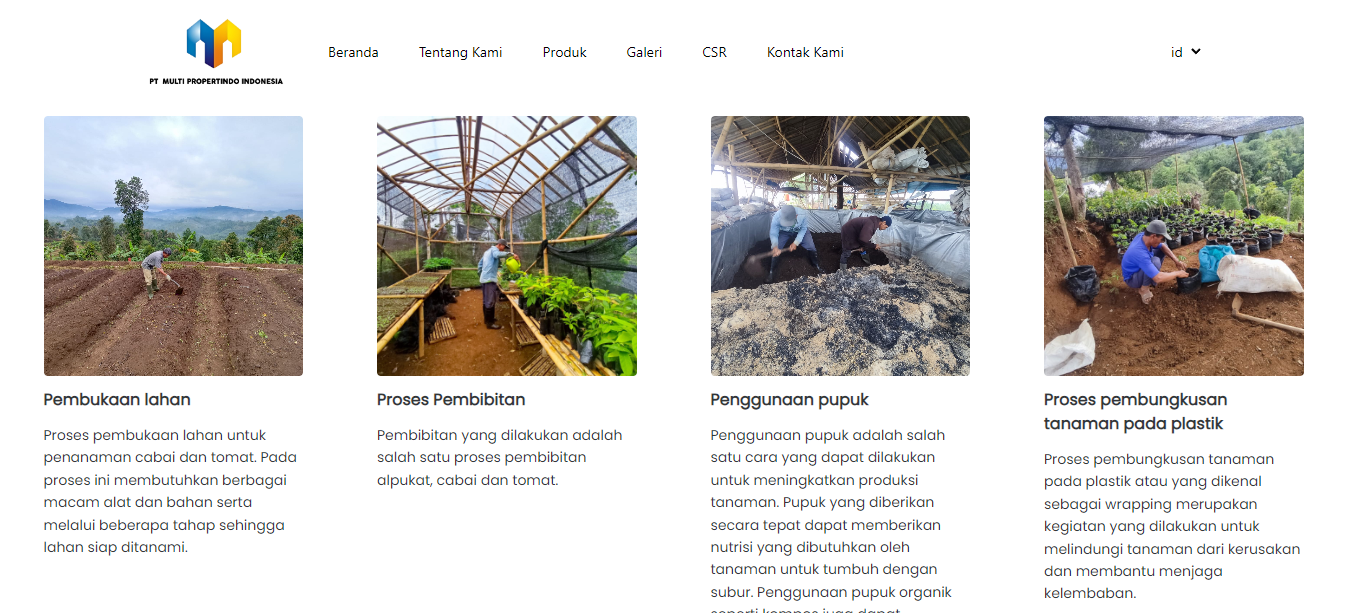 PT MULTI PROPERTINDO INDONESIA
Beranda
Tentang Kami
Produk
Galeri
CSR
Kontak Kami
id
Pembukaan lahan
Proses pembukaan lahan untuk
penanaman cabai dan tomat. Pada
proses ini membutuhkan berbagai
macam alat dan bahan serta
melalui beberapa tahap sehingga
lahan siap ditanami.
Proses Pembibitan
Pembibitan yang dilakukan adalah
salah satu proses pembibitan
alpukat, cabai dan tomat.
Penggunaan pupuk
Penggunaan pupuk adalah salah
satu cara yang dapat dilakukan
untuk meningkatkan produksi
tanaman. Pupuk yang diberikan
secara tepat dapat memberikan
nutrisi yang dibutuhkan oleh
tanaman untuk tumbuh dengan
subur. Penggunaan pupuk organik
seperti kompos juga dapat
Proses pembungkusan
tanaman pada plastik
Proses pembungkusan tanaman
pada plastik atau yang dikenal
sebagai wrapping merupakan
kegiatan yang dilakukan untuk
melindungi tanaman dari kerusakan
dan membantu menjaga
kelembaban.